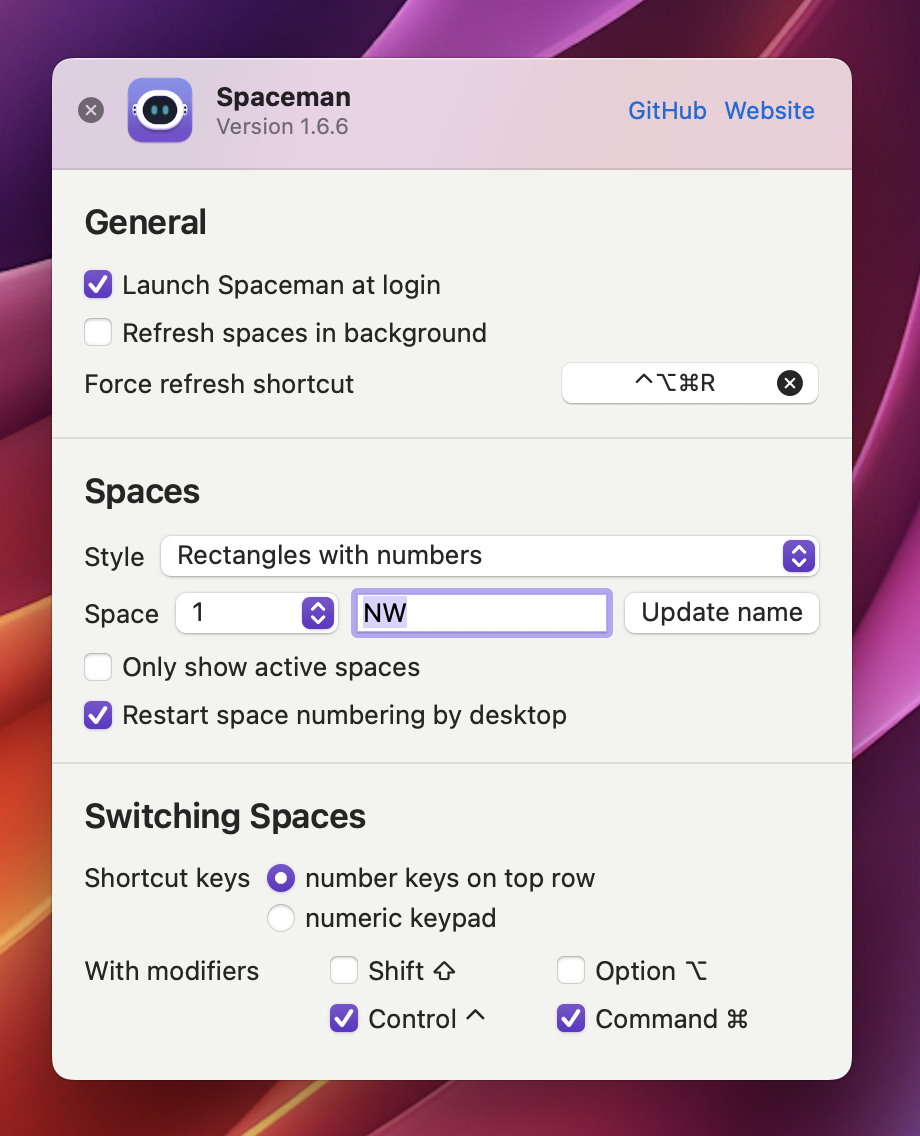 Spaceman
Version 1.6.6
GitHub Website
General
Launch Spaceman at login
Refresh spaces in background
Force refresh shortcut ^⌥⌘R
Spaces
Style Rectangles with numbers
Space 1 NW Update name
Only show active spaces
Restart space numbering by desktop
Switching Spaces
Shortcut keys number keys on top row
numeric keypad
With modifiers Shift ⇧ Option ⌥
Control ^ Command ⌘